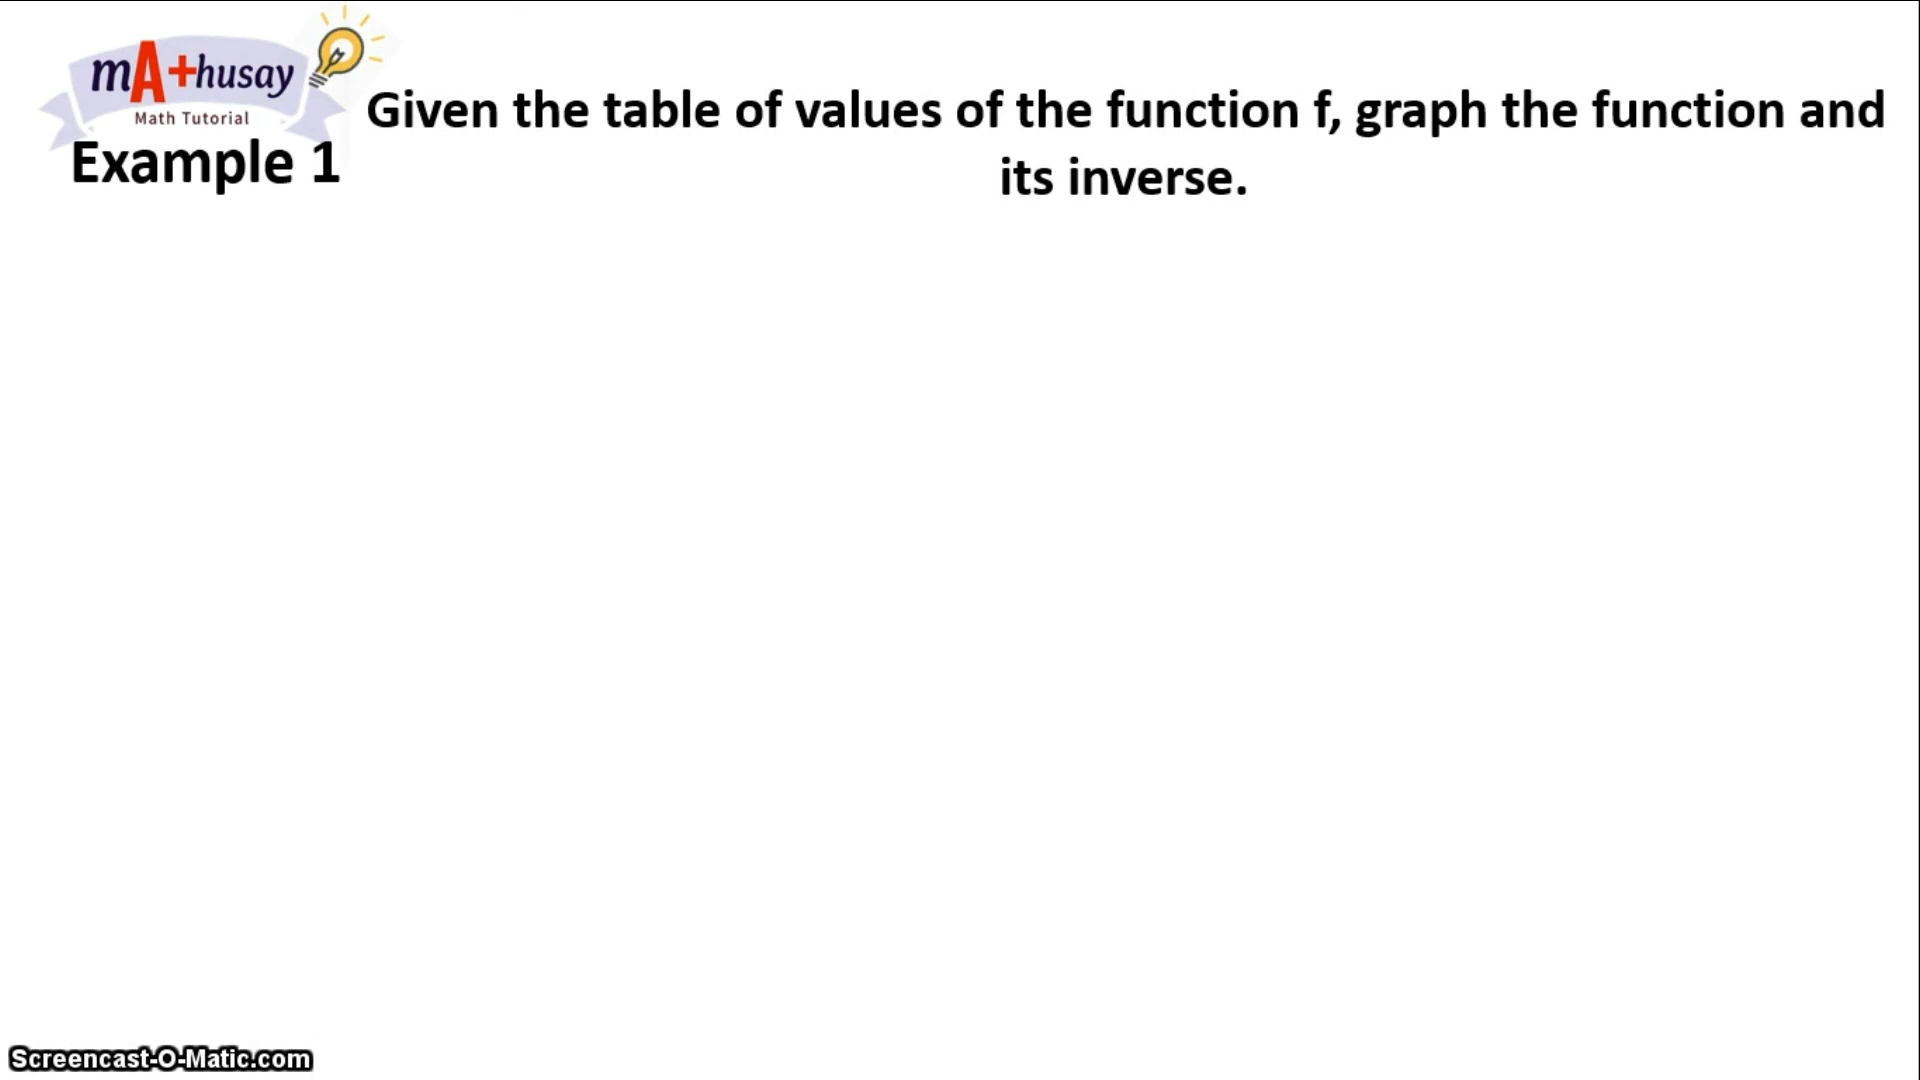 mA+husay
Math Tutorial
Example 1
Given the table of values of the function f, graph the function and
its inverse.
Screencast-O-Matic.com